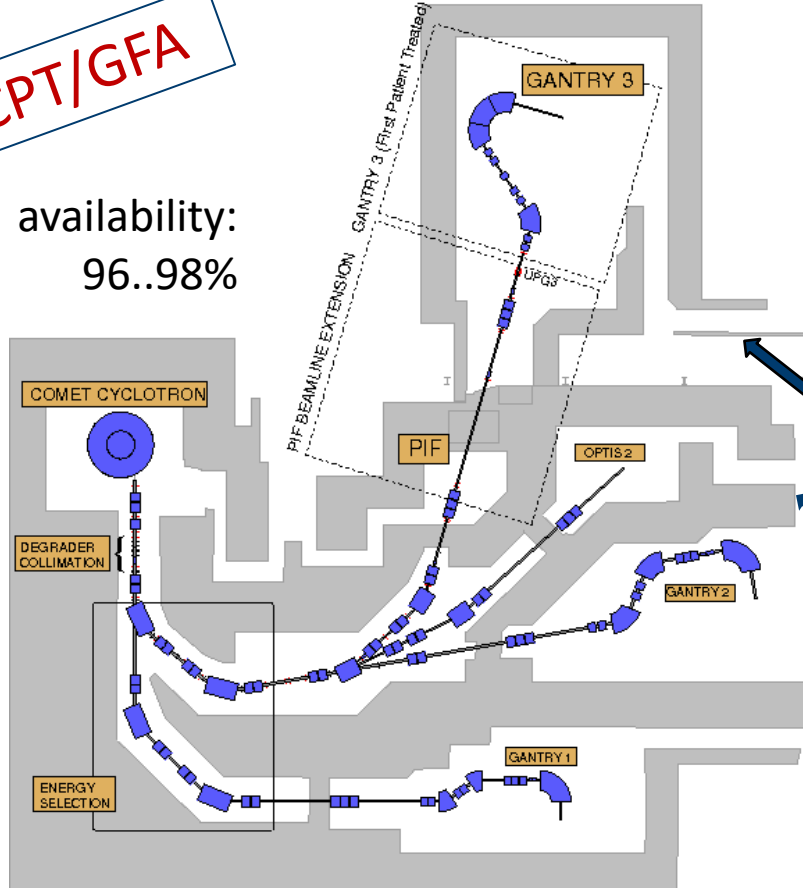 CPT/GFA
availability:
96..98%
GANTRY 3 (First Patient Treated)
GANTRY 3
UPG3
PIF BEAMLINE EXTENSION
COMET CYCLOTRON
PIF
OPTIS 2
DEGRADER
COLLIMATION
GANTRY 2
GANTRY 1
ENERGY
SELECTION